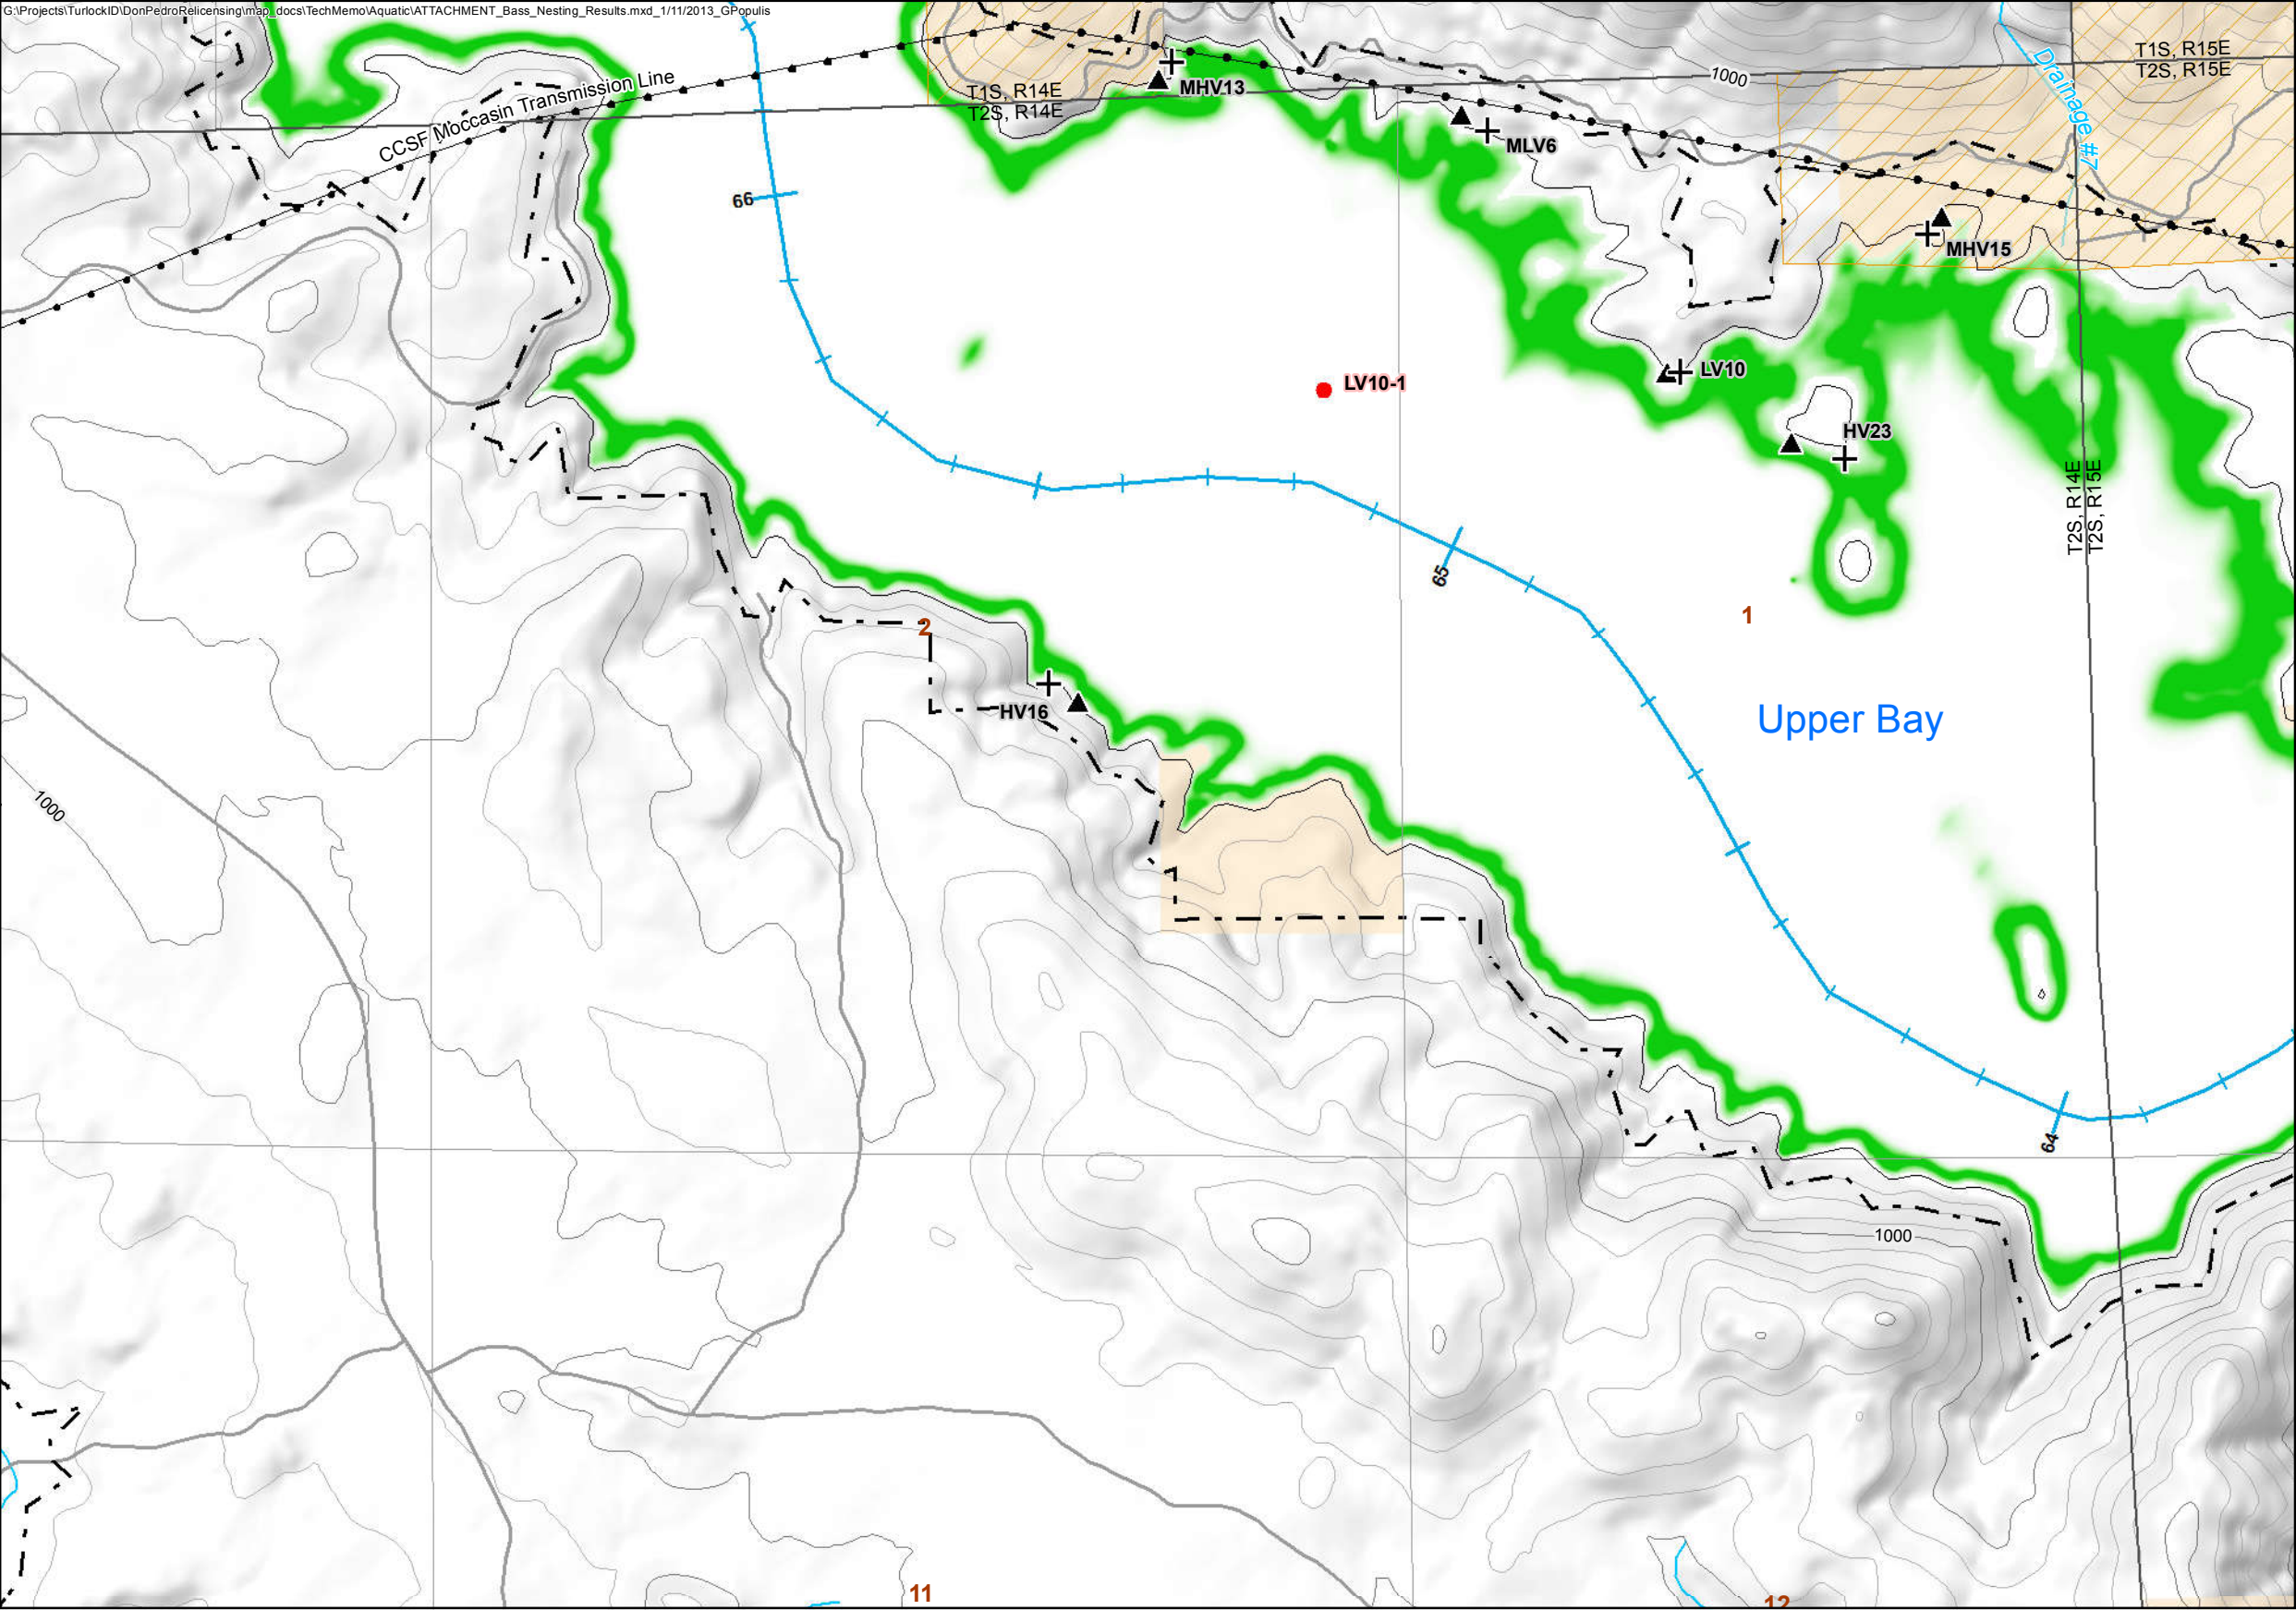 G:\Projects\TurlockID\DonPedroRelicensing\map_docs\TechMemo\Aquatic\ATTACHMENT_Bass_Nesting_Results.mxd_1/11/2013_GPopulis
T1S, R15E
T2S, R15E
1000
Drainage #7
CCSF Moccasin Transmission Line
T1S, R14E
T2S, R14E
MHV13
MLV6
66
MHV15
LV10
LV10-1
HV23
T2S, R14E
T2S, R15E
65
1
2
HV16
Upper Bay
1000
64
1000
11
12